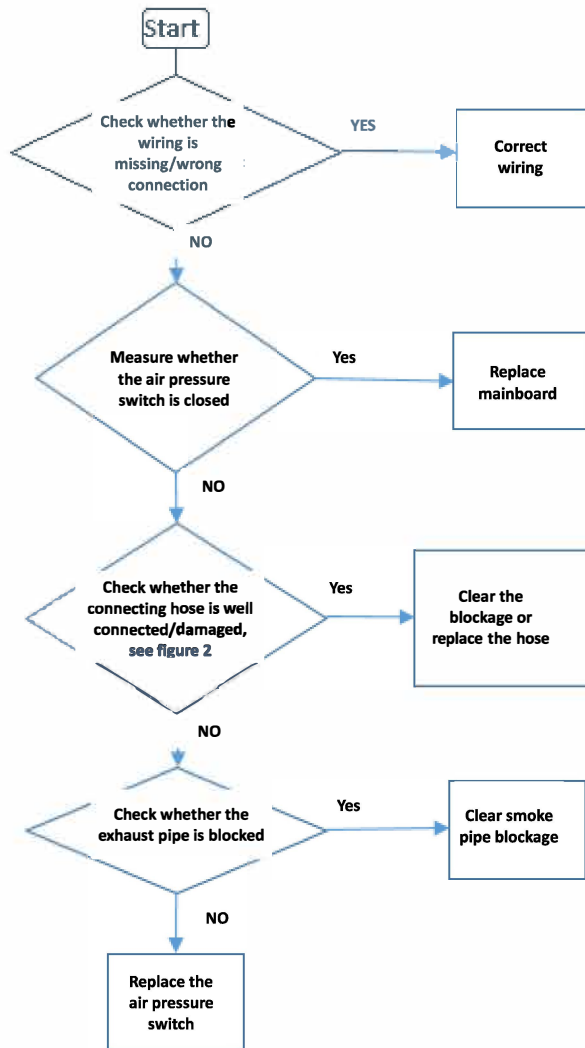 Start
Check whether the
wiring is
missing/wrong
connection
YES
Correct
wiring
NO
Measure whether
the air pressure
switch is closed
Yes
Replace
mainboard
NO
Check whether the
connecting hose is well
connected/damaged,
see figure 2
Yes
Clear the
blockage or
replace the hose
NO
Check whether the
exhaust pipe is blocked
Yes
Clear smoke
pipe blockage
NO
Replace the
air pressure
switch